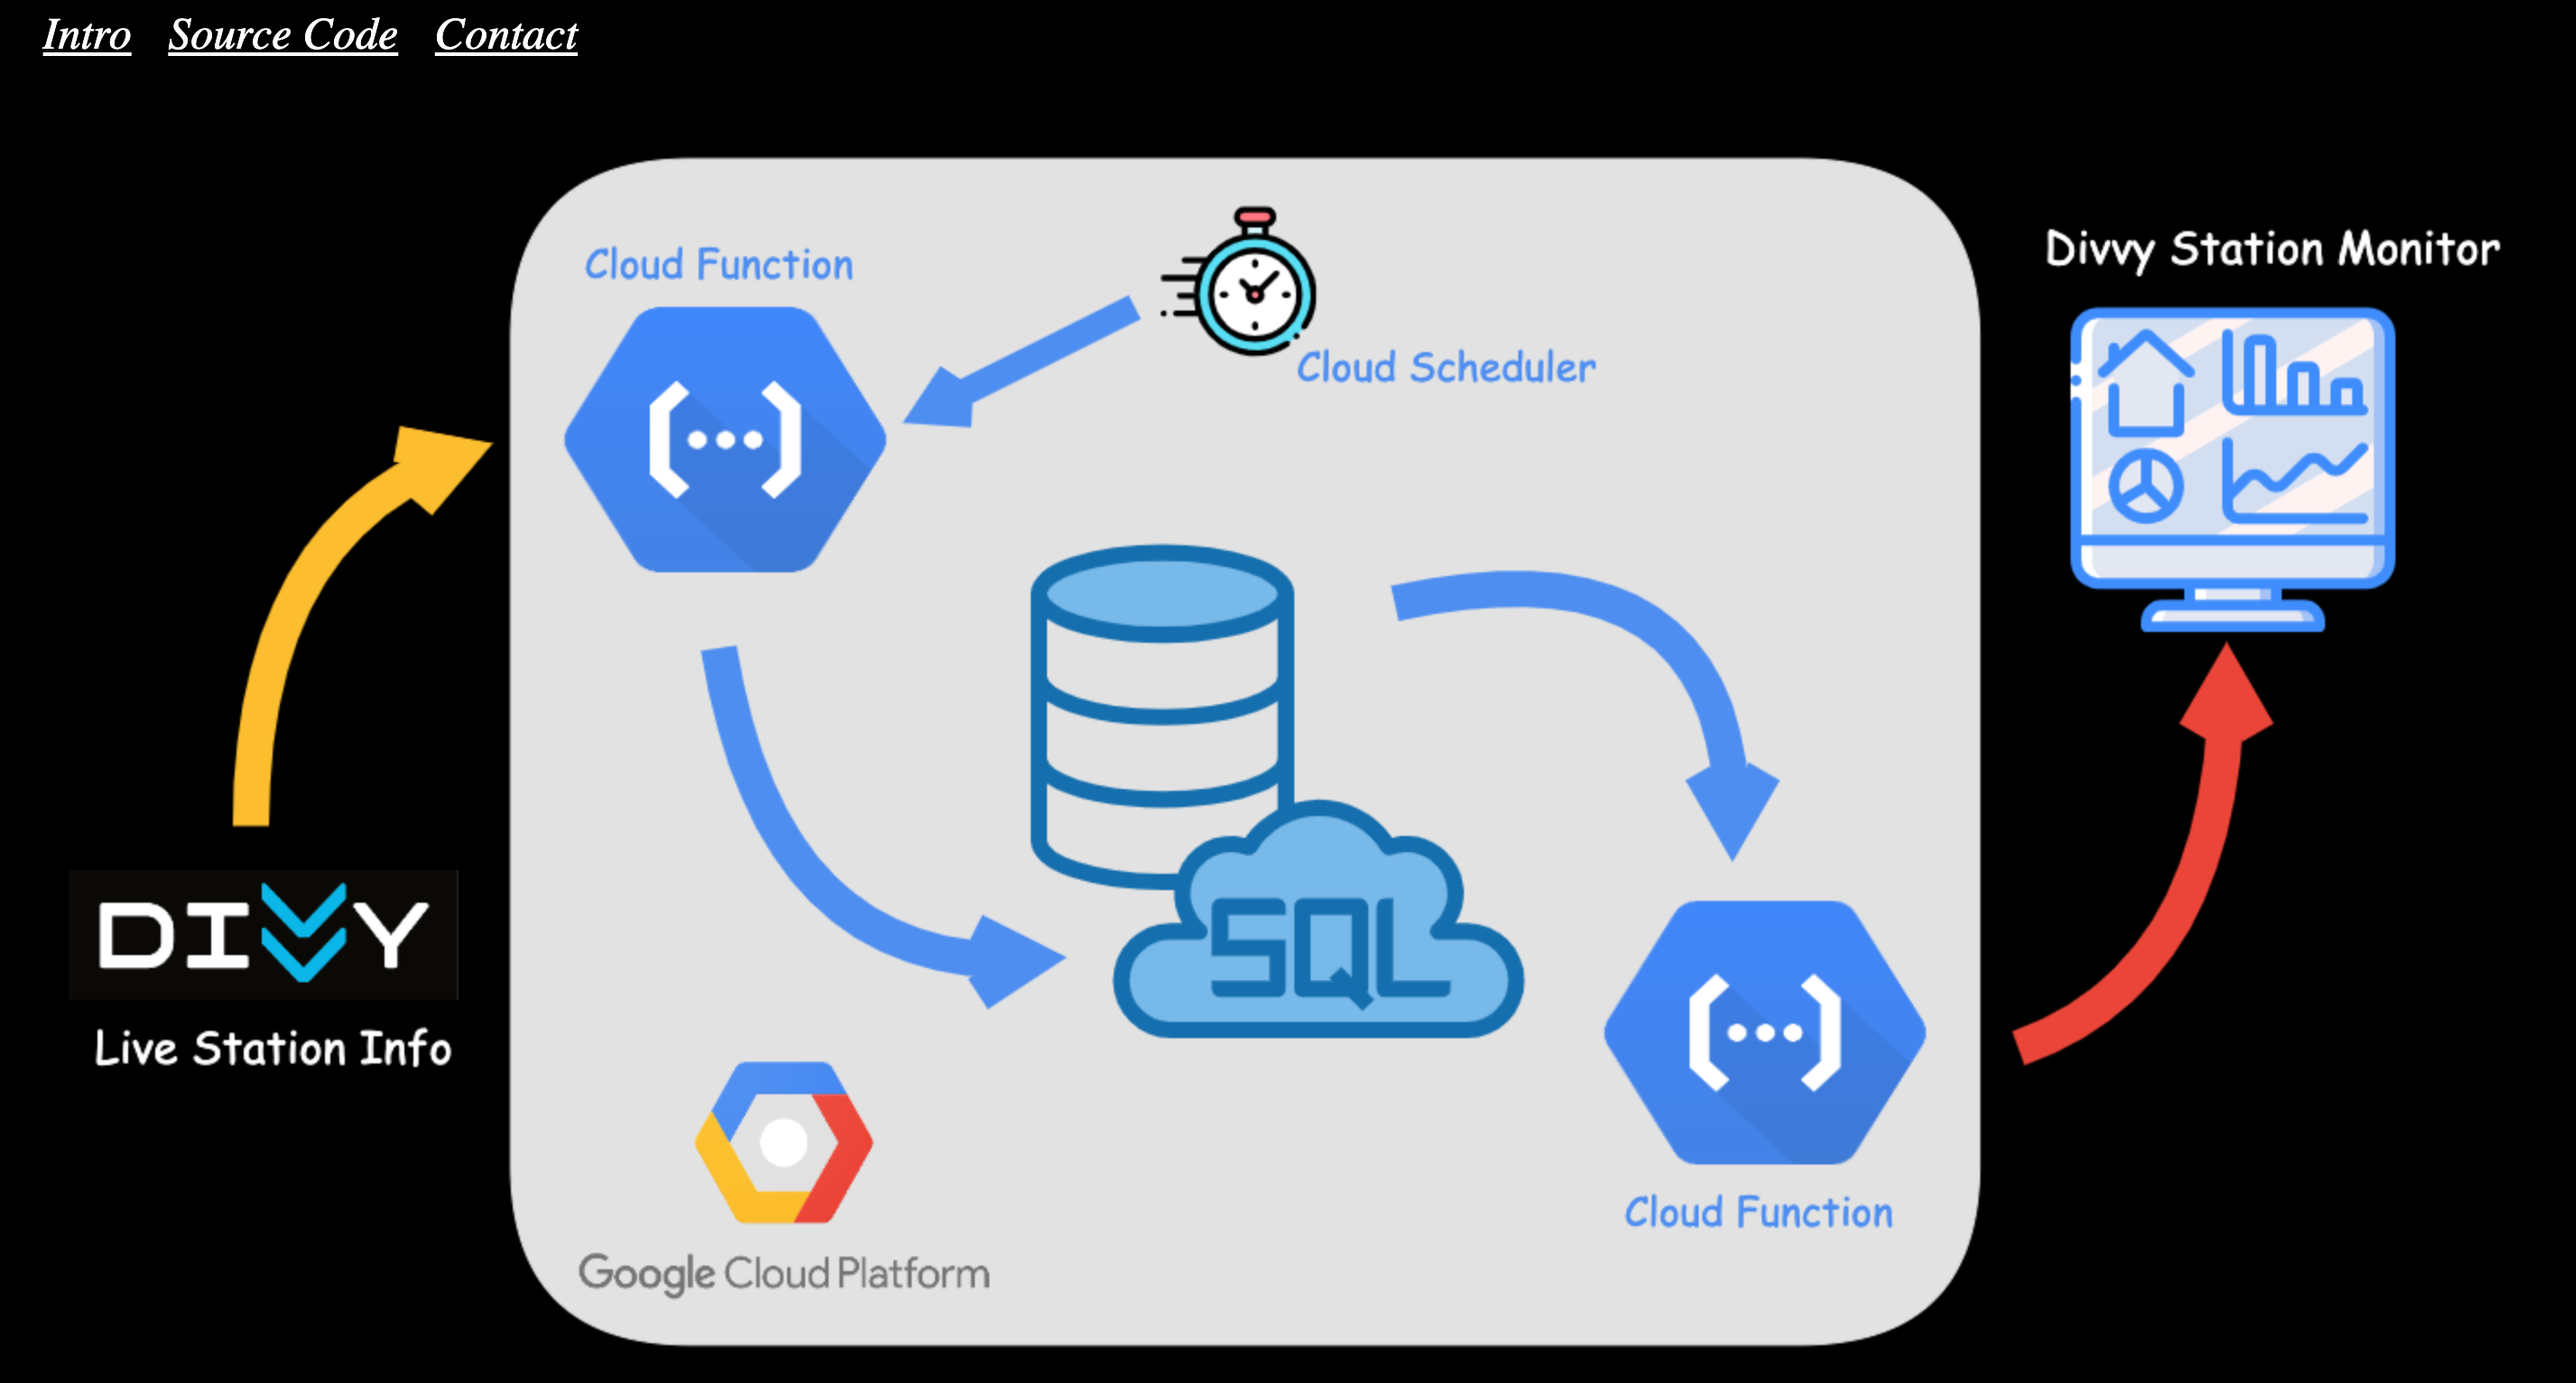 Intro Source Code Contact
Cloud Function
Cloud Scheduler
Divvy Station Monitor
DIVVY
Live Station Info
SQL
Cloud Function
Google Cloud Platform